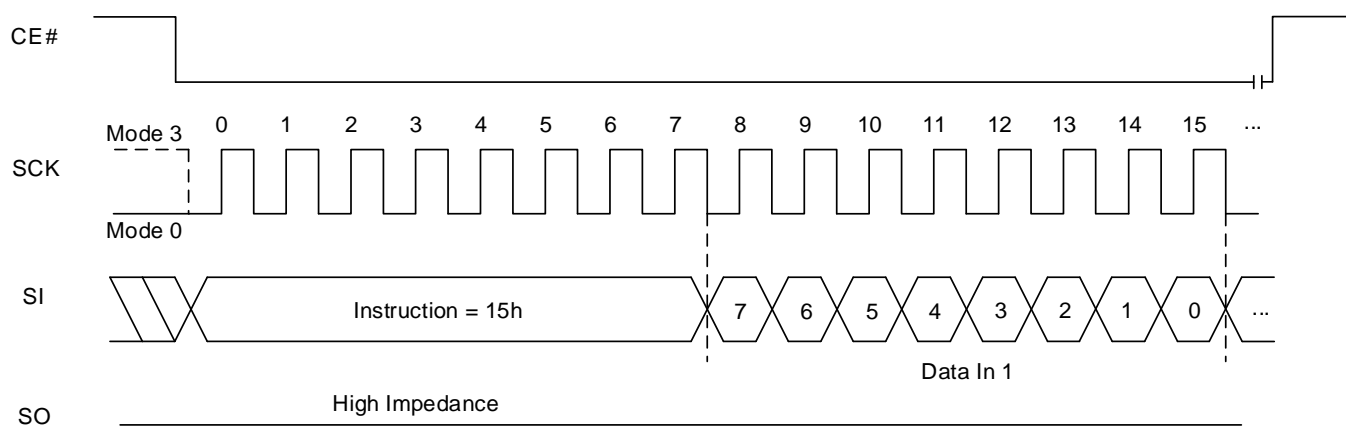 CE#
Mode 3 0 1 2 3 4 5 6 7 8 9 10 11 12 13 14 15 ...
SCK
Mode 0
SI Instruction = 15h 7 6 5 4 3 2 1 0 ...
Data In 1
High Impedance
SO